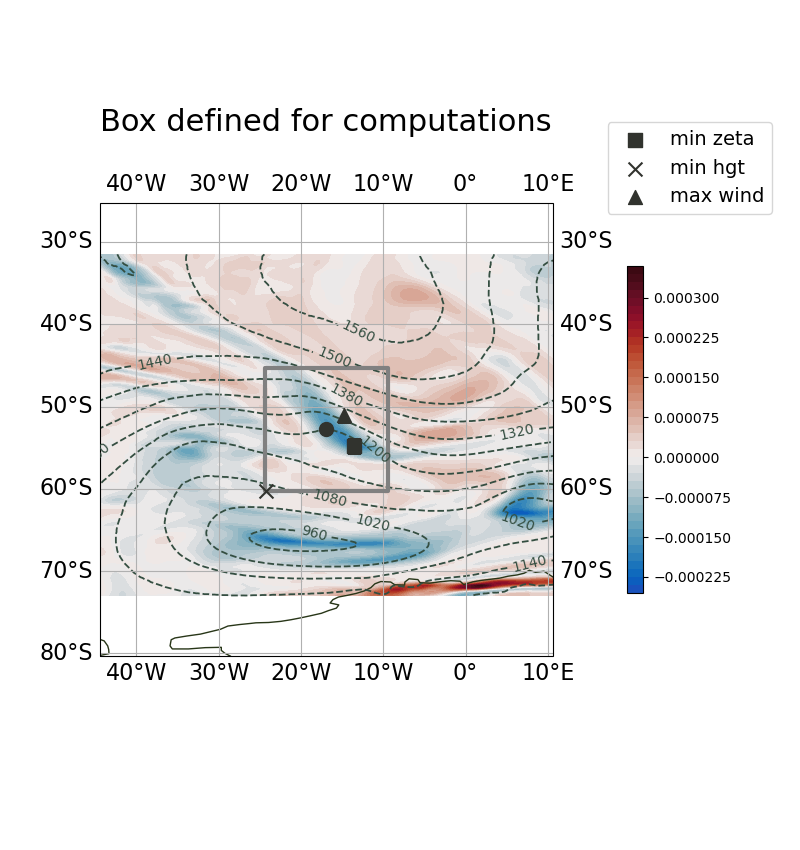 Box defined for computations
min zeta
min hgt
max wind
40°W 30°W 20°W 10°W 0° 10°E
30°S 30°S
40°S 40°S
50°S 50°S
60°S 60°S
70°S 70°S
80°S
40°W 30°W 20°W 10°W 0° 10°E
1560
1500
1440
1380
1320
1200
1080
1020
1020
960
1140
0.000300
0.000225
0.000150
0.000075
0.000000
−0.000075
−0.000150
−0.000225